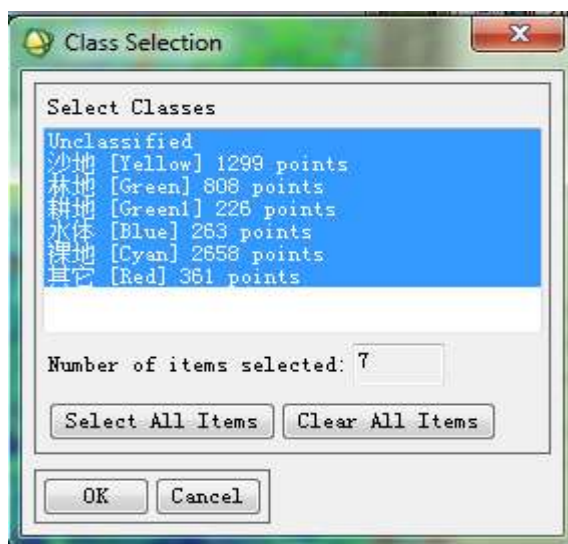 Class Selection
Select Classes
Unclassified
沙地 [Yellow] 1299 points
林地 [Green] 808 points
耕地 [Green1] 226 points
水体 [Blue] 263 points
裸地 [Cyan] 2658 points
其它 [Red] 361 points
Number of items selected: 7
Select All Items Clear All Items
OK Cancel